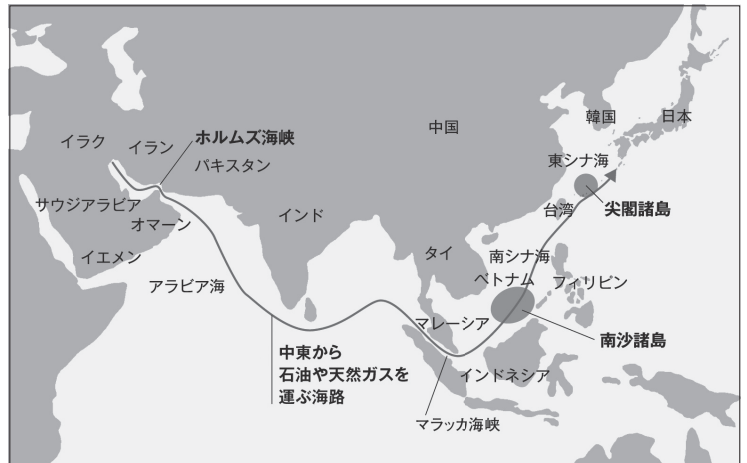 中国
韓国
日本
イラク
イラン
ホルムズ海峡
パキスタン
東シナ海
サウジアラビア
オマーン
インド
台湾
尖閣諸島
イエメン
タイ
南シナ海
アラビア海
ベトナム
フィリピン
マレーシア
南沙諸島
中東から
石油や天然ガスを
運ぶ海路
インドネシア
マラッカ海峡